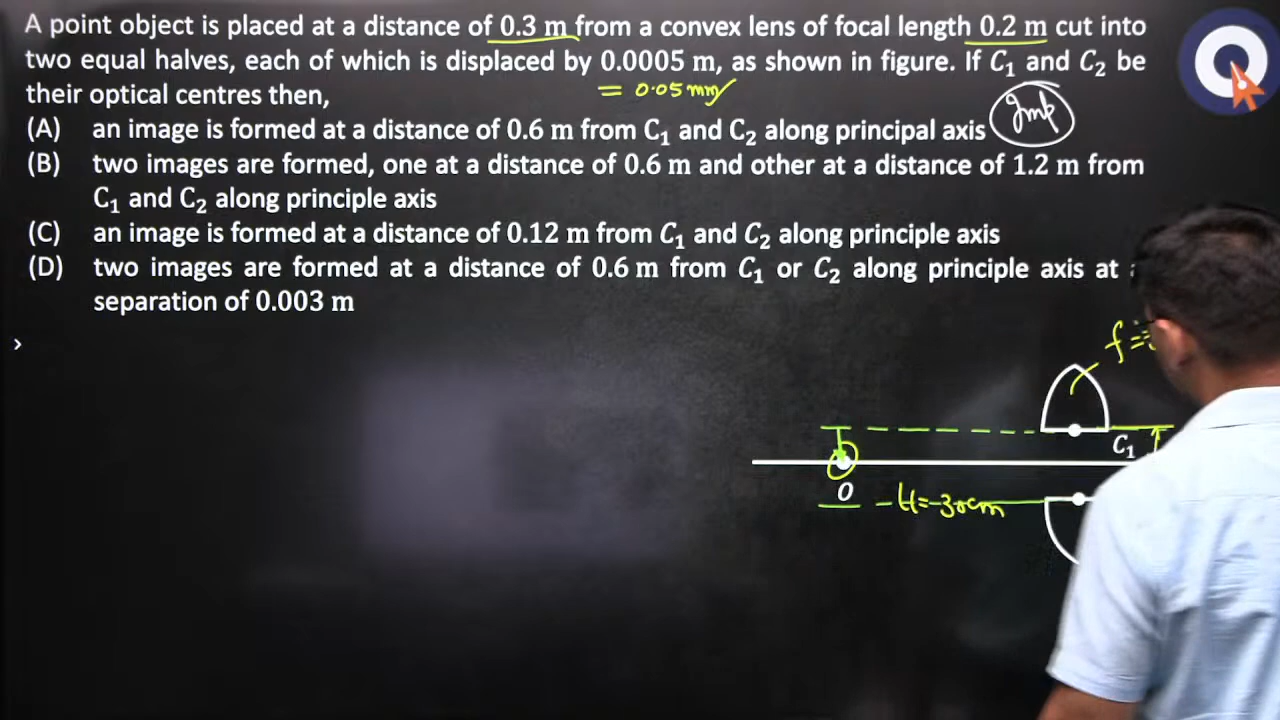 A point object is placed at a distance of 0.3 m from a convex lens of focal length 0.2 m cut into
two equal halves, each of which is displaced by 0.0005 m, as shown in figure. If C₁ and C₂ be
= 0.05 mm
their optical centres then,
Imp
(A) an image is formed at a distance of 0.6 m from C₁ and C₂ along principal axis
(B) two images are formed, one at a distance of 0.6 m and other at a distance of 1.2 m from
C₁ and C₂ along principle axis
(C) an image is formed at a distance of 0.12 m from C₁ and C₂ along principle axis
(D) two images are formed at a distance of 0.6 m from C₁ or C₂ along principle axis at
separation of 0.003 m
f=
C₁
O
-u=-30cm